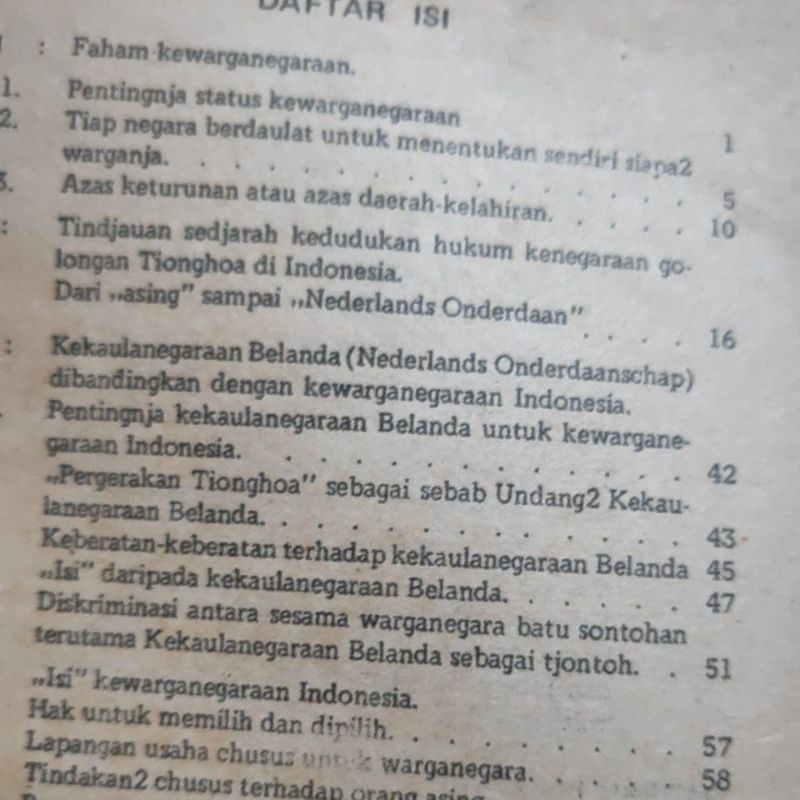 DAFTAR ISI
: Faham kewarganegaraan.
1. Pentingnja status kewarganegaraan 1
2. Tiap negara berdaulat untuk menentukan sendiri siapa2
warganja. . . . . . . . . . . . . . 5
3. Azas keturunan atau azas daerah-kelahiran. . . . . 10
: Tindjauan sedjarah kedudukan hukum kenegaraan go-
longan Tionghoa di Indonesia.
Dari „asing" sampai „Nederlands Onderdaan" . . . . 16
: Kekaulanegaraan Belanda (Nederlands Onderdaanschap)
dibandingkan dengan kewarganegaraan Indonesia.
Pentingnja kekaulanegaraan Belanda untuk kewargane-
garaan Indonesia. . . . . . . . . . . . 42
„Pergerakan Tionghoa" sebagai sebab Undang2 Kekau-
lanegaraan Belanda. . . . . . . . . . . . 43
Keberatan-keberatan terhadap kekaulanegaraan Belanda 45
„Isi" daripada kekaulanegaraan Belanda. . . . . . 47
Diskriminasi antara sesama warganegara batu sontohan
terutama Kekaulanegaraan Belanda sebagai tjontoh. . 51
„Isi" kewarganegaraan Indonesia.
Hak untuk memilih dan dipilih. . . . . . . . . 57
Lapangan usaha chusus untuk warganegara. . . . . 58
Tindakan2 chusus terhadap orang asing